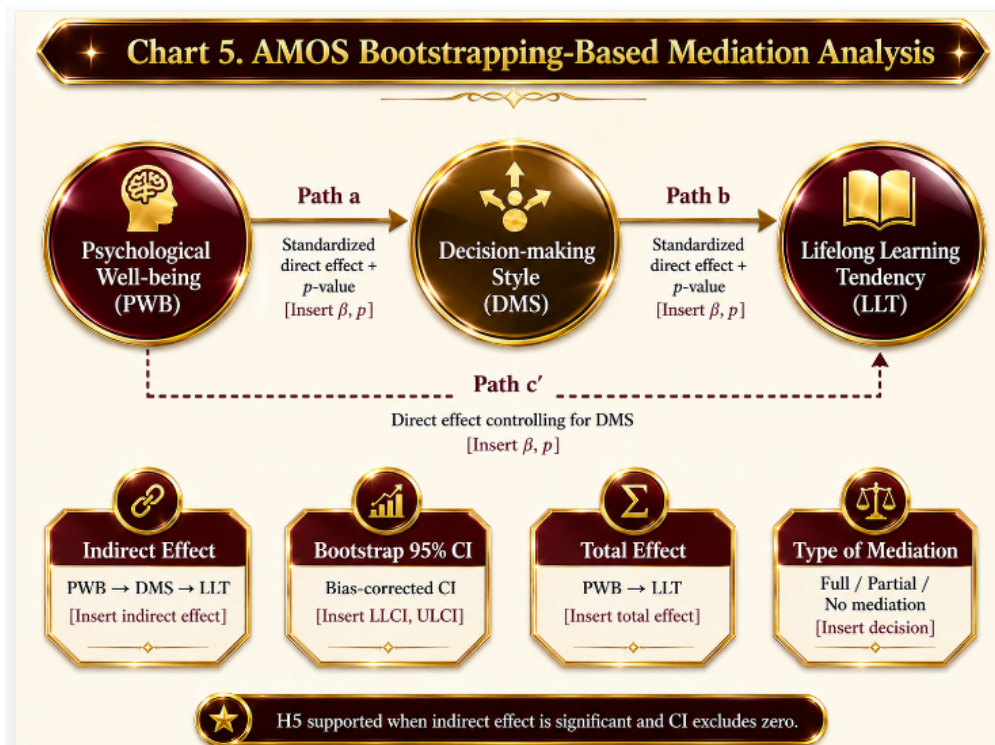 Chart 5. AMOS Bootstrapping-Based Mediation Analysis
Psychological
Well-being
(PWB)
Path a
Standardized
direct effect +
p-value
[Insert β, p]
Decision-making
Style
(DMS)
Path b
Standardized
direct effect +
p-value
[Insert β, p]
Lifelong Learning
Tendency
(LLT)
Path c′
Direct effect controlling for DMS
[Insert β, p]
Indirect Effect
PWB → DMS → LLT
[Insert indirect effect]
Bootstrap 95% CI
Bias-corrected CI
[Insert LLCI, ULCI]
Σ
Total Effect
PWB → LLT
[Insert total effect]
Type of Mediation
Full / Partial /
No mediation
[Insert decision]
H5 supported when indirect effect is significant and CI excludes zero.